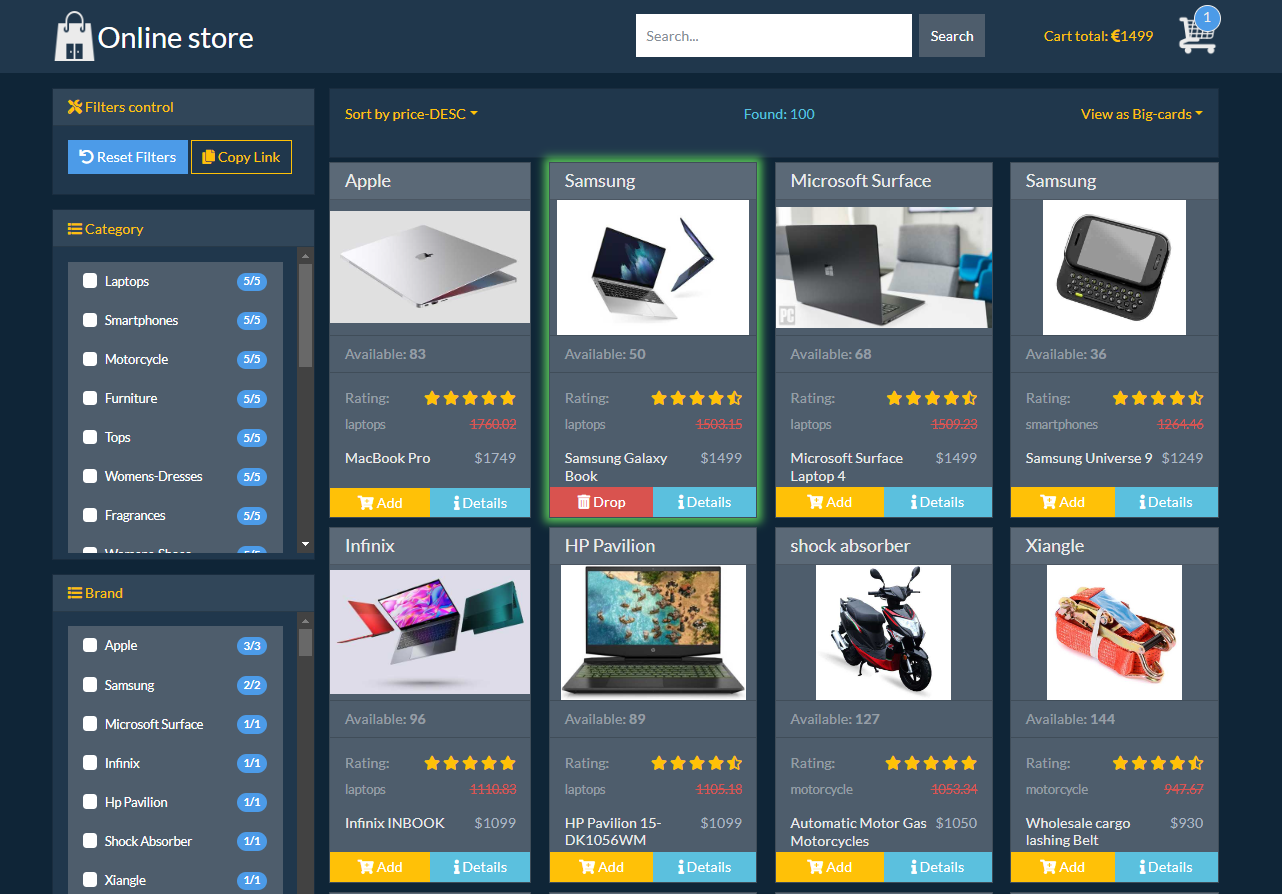 Online store
Search...
Search
Cart total: €1499
1
Filters control
Reset Filters
Copy Link
Category
Laptops 5/5
Smartphones 5/5
Motorcycle 5/5
Furniture 5/5
Tops 5/5
Womens-Dresses 5/5
Fragrances 5/5
Womens-Shoes 5/5
Brand
Apple 3/3
Samsung 2/2
Microsoft Surface 1/1
Infinix 1/1
Hp Pavilion 1/1
Shock Absorber 1/1
Xiangle 1/1
Sort by price-DESC
Found: 100
View as Big-cards
Apple
Available: 83
Rating:
laptops 1760.02
MacBook Pro $1749
Add
Details
Samsung
Available: 50
Rating:
laptops 1503.15
Samsung Galaxy $1499
Book
Drop
Details
Microsoft Surface
PC
Available: 68
Rating:
laptops 1509.23
Microsoft Surface $1499
Laptop 4
Add
Details
Samsung
Available: 36
Rating:
smartphones 1264.46
Samsung Universe 9 $1249
Add
Details
Infinix
Available: 96
Rating:
laptops 1110.83
Infinix INBOOK $1099
Add
Details
HP Pavilion
Available: 89
Rating:
laptops 1105.18
HP Pavilion 15- $1099
DK1056WM
Add
Details
shock absorber
Available: 127
Rating:
motorcycle 1053.34
Automatic Motor Gas $1050
Motorcycles
Add
Details
Xiangle
Available: 144
Rating:
motorcycle 947.67
Wholesale cargo $930
lashing Belt
Add
Details